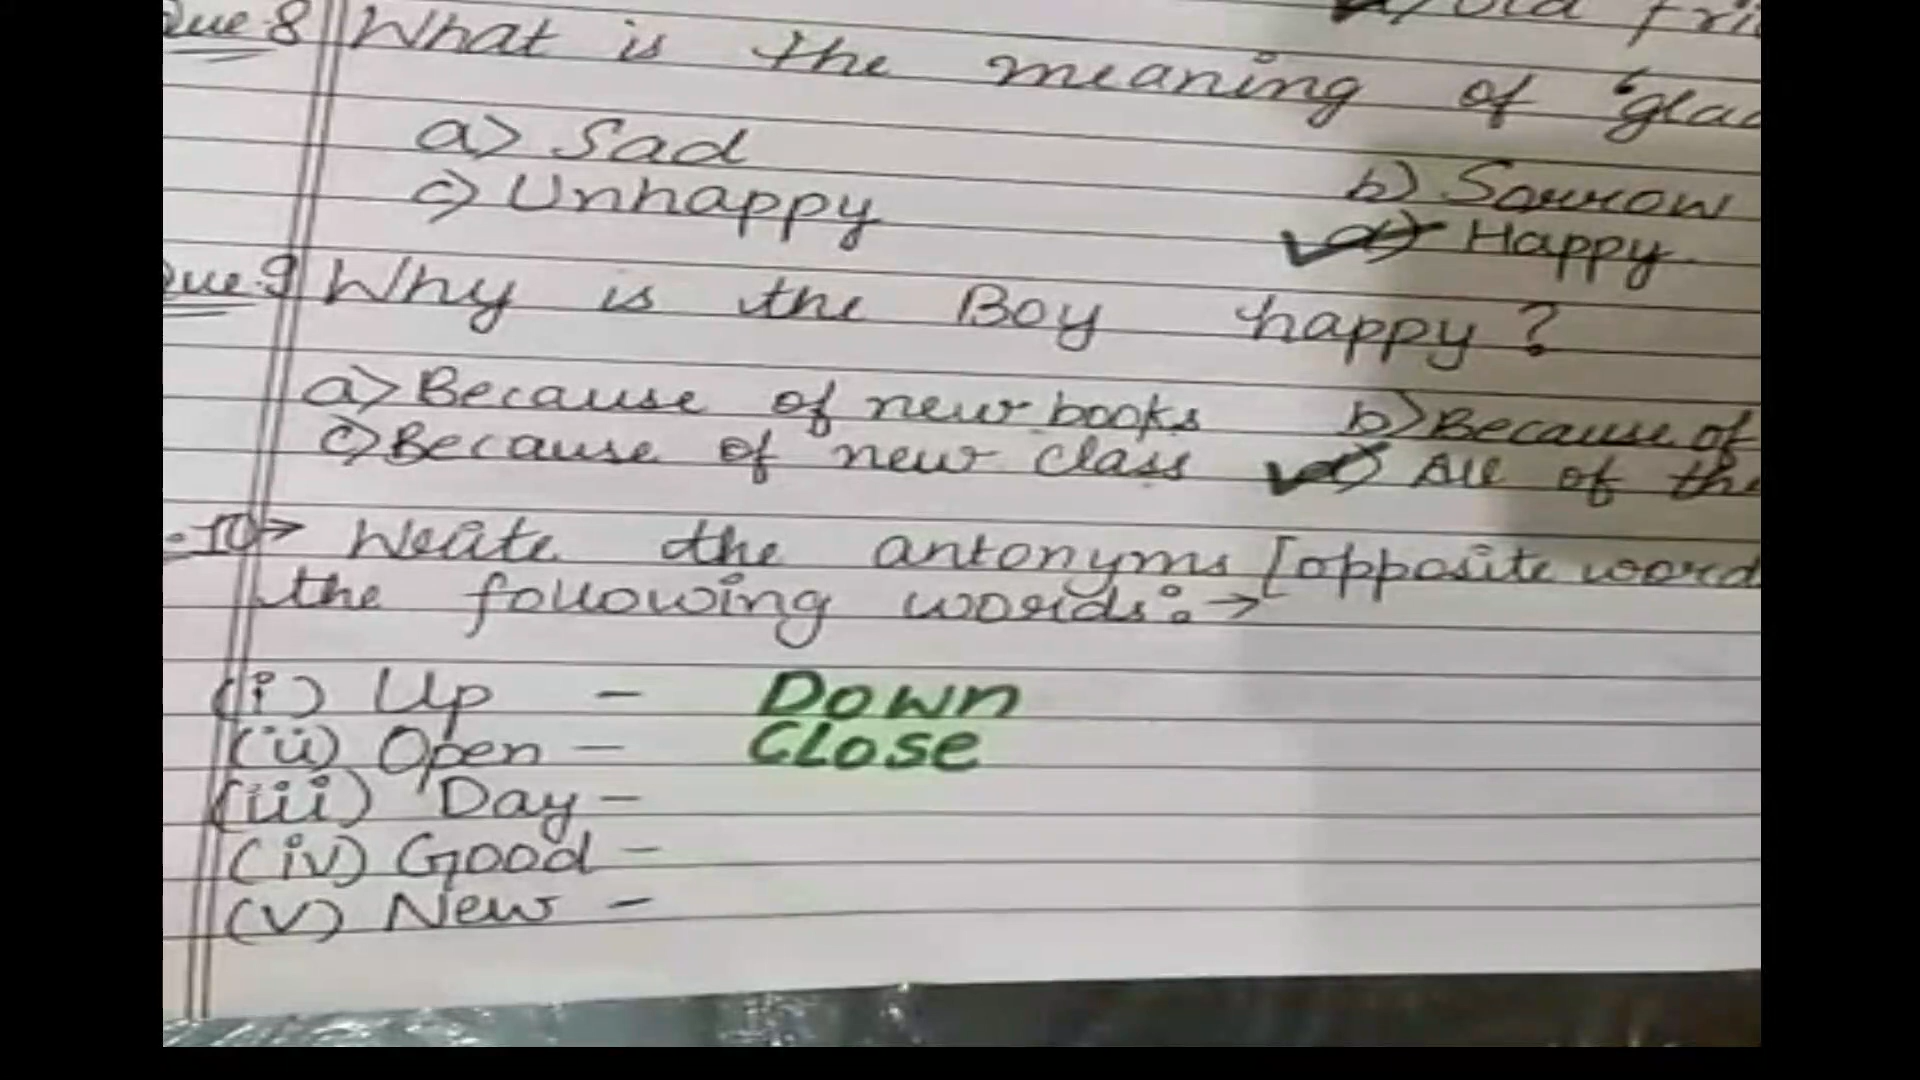 Que.8 What is the meaning of "glad
a) Sad
b) Sorrow
c) Unhappy
d) Happy
Que.9 Why is the Boy happy?
a) Because of new books
b) Because of
c) Because of new class
d) All of the
.10→ Write the antonyms [opposite word
the following words:→
(i) Up - Down
(ii) Open - Close
(iii) Day -
(iv) Good -
(v) New -